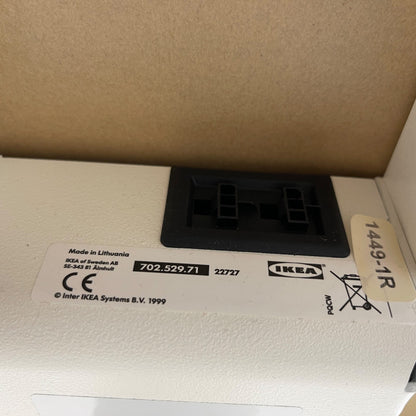 Made in Lithuania
IKEA of Sweden AB
SE-343 81 Älmhult
702.529.71
22727
IKEA
CE
© Inter IKEA Systems B.V. 1999
PQCW
1449-1R